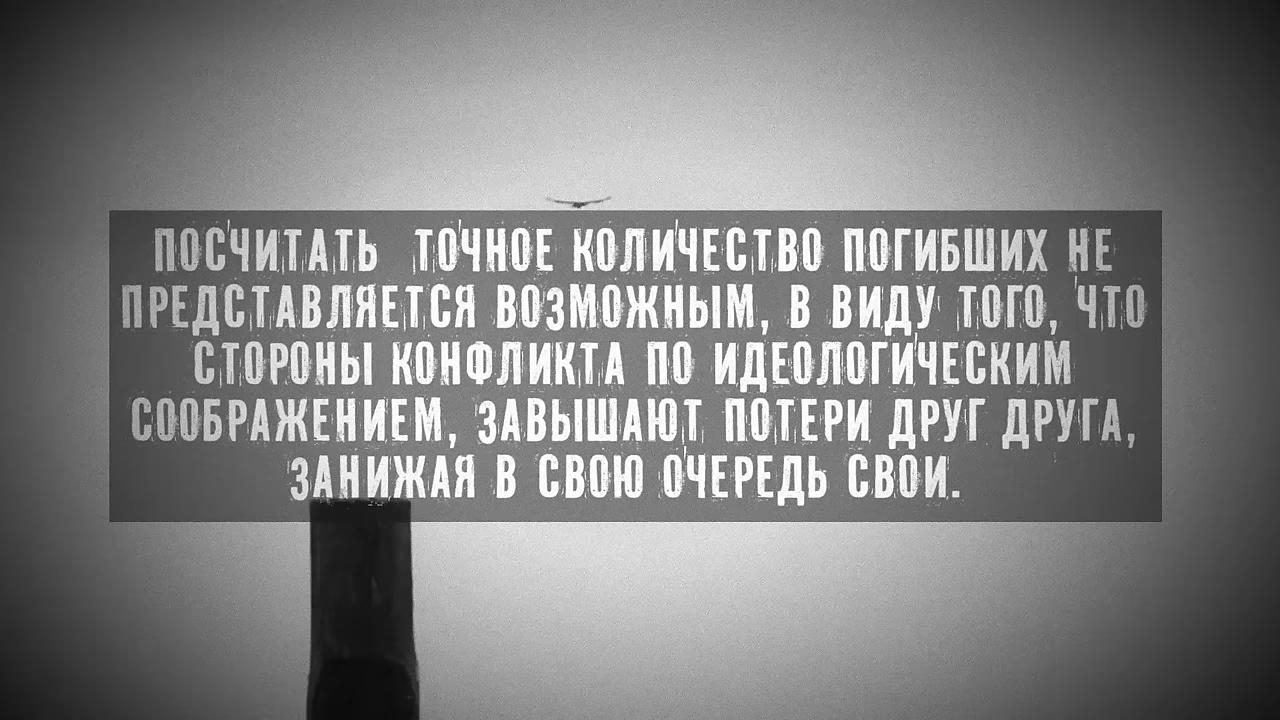 ПОСЧИТАТЬ ТОЧНОЕ КОЛИЧЕСТВО ПОГИБШИХ НЕ
ПРЕДСТАВЛЯЕТСЯ ВОЗМОЖНЫМ, В ВИДУ ТОГО, ЧТО
СТОРОНЫ КОНФЛИКТА ПО ИДЕОЛОГИЧЕСКИМ
СООБРАЖЕНИЕМ, ЗАВЫШАЮТ ПОТЕРИ ДРУГ ДРУГА,
ЗАНИЖАЯ В СВОЮ ОЧЕРЕДЬ СВОИ.